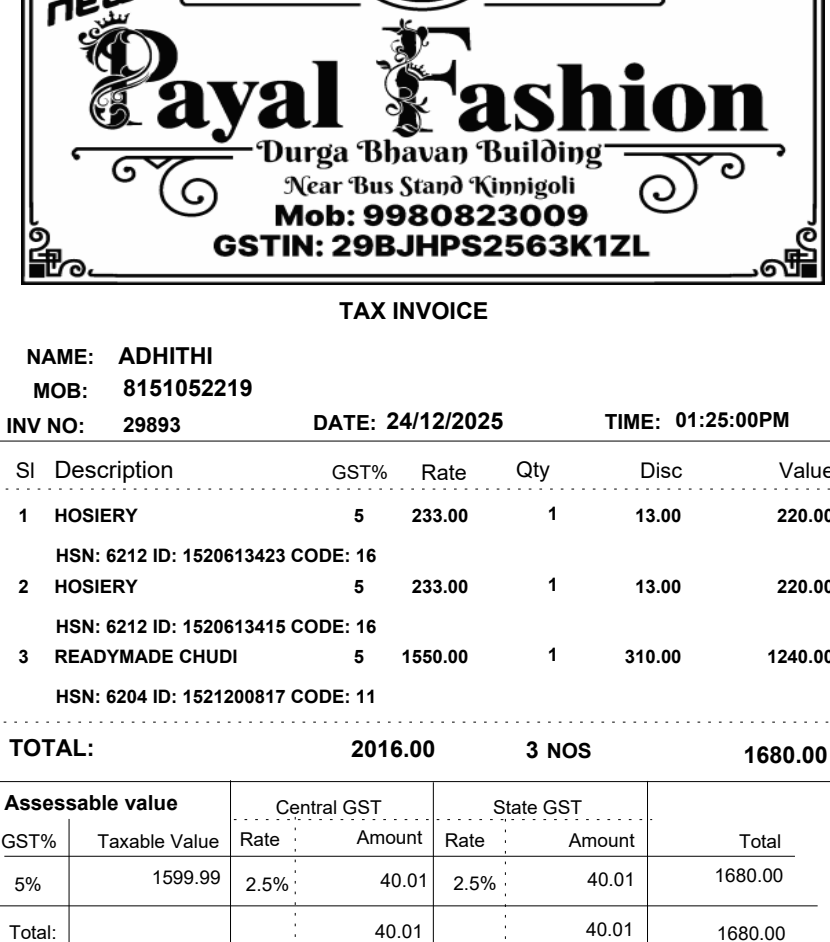 new
Payal Fashion
Durga Bhavan Building
Near Bus Stand Kinnigoli
Mob: 9980823009
GSTIN: 29BJHPS2563K1ZL
TAX INVOICE
NAME: ADHITHI
MOB: 8151052219
INV NO: 29893 DATE: 24/12/2025 TIME: 01:25:00PM
Sl Description GST% Rate Qty Disc Value
1 HOSIERY 5 233.00 1 13.00 220.00
HSN: 6212 ID: 1520613423 CODE: 16
2 HOSIERY 5 233.00 1 13.00 220.00
HSN: 6212 ID: 1520613415 CODE: 16
3 READYMADE CHUDI 5 1550.00 1 310.00 1240.00
HSN: 6204 ID: 1521200817 CODE: 11
TOTAL: 2016.00 3 NOS 1680.00
Assessable value Central GST State GST
GST% Taxable Value Rate Amount Rate Amount Total
5% 1599.99 2.5% 40.01 2.5% 40.01 1680.00
Total: 40.01 40.01 1680.00